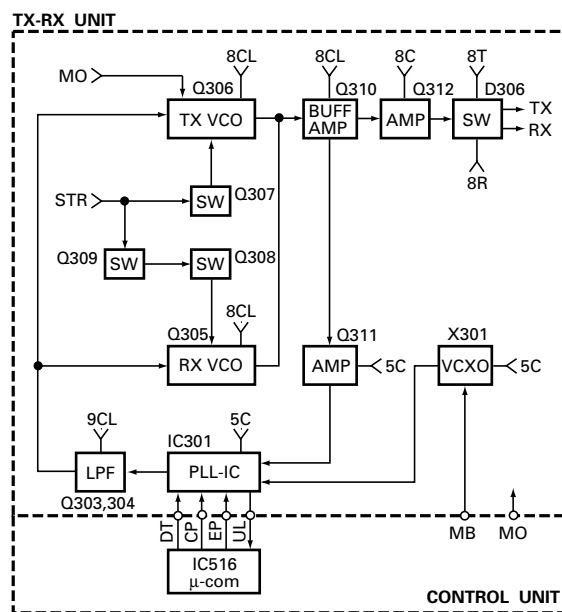 TX-RX UNIT
MO
8CL
Q306
TX VCO
8CL
Q310
BUFF
AMP
8C
Q312
AMP
8T
D306
SW
TX
RX
8R
STR
SW
Q307
Q309
SW
SW
Q308
8CL
Q305
RX VCO
Q311
AMP
5C
X301
VCXO
5C
9CL
LPF
Q303,304
5C
IC301
PLL-IC
DT
CP
EP
UL
MB
MO
IC516
μ-com
CONTROL UNIT